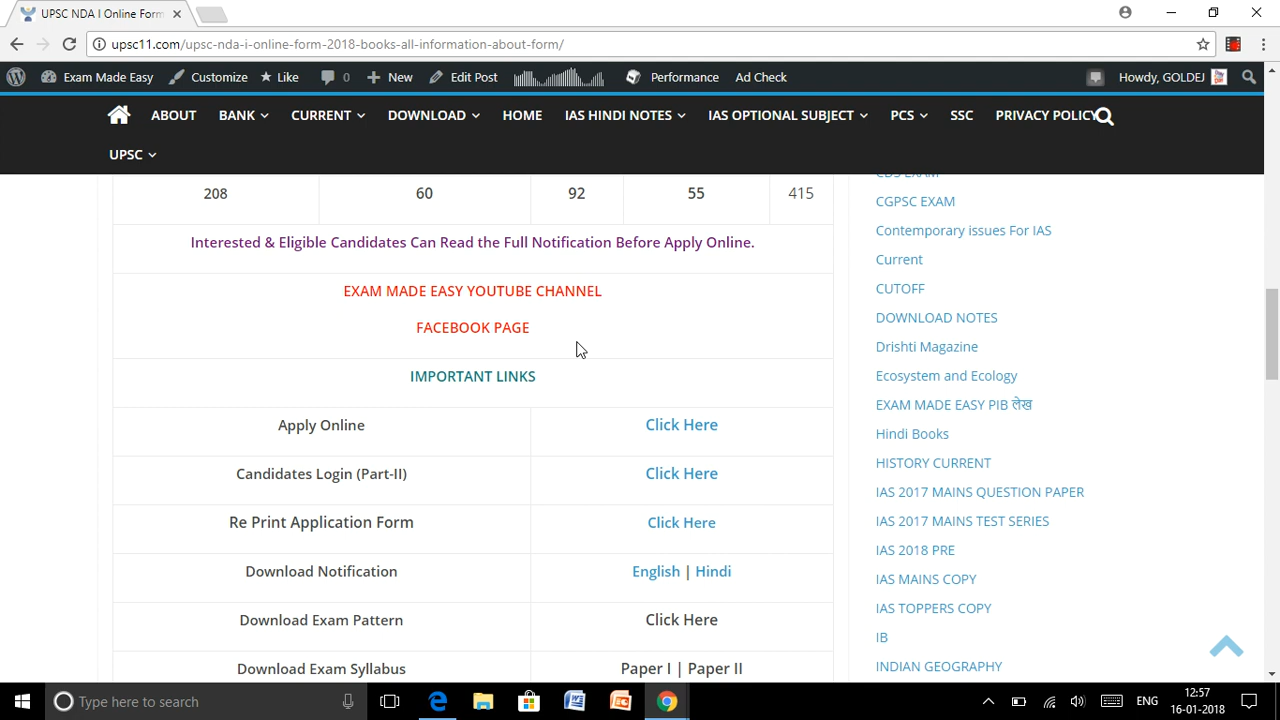 UPSC NDA I Online Form
upsc11.com/upsc-nda-i-online-form-2018-books-all-information-about-form/
Exam Made Easy Customize Like 0 New Edit Post Performance Ad Check Howdy, GOLDEJ
ABOUT BANK CURRENT DOWNLOAD HOME IAS HINDI NOTES IAS OPTIONAL SUBJECT PCS SSC PRIVACY POLICY
UPSC
208 60 92 55 415
Interested & Eligible Candidates Can Read the Full Notification Before Apply Online.
EXAM MADE EASY YOUTUBE CHANNEL
FACEBOOK PAGE
IMPORTANT LINKS
Apply Online Click Here
Candidates Login (Part-II) Click Here
Re Print Application Form Click Here
Download Notification English | Hindi
Download Exam Pattern Click Here
Download Exam Syllabus Paper I | Paper II
CDS EXAM
CGPSC EXAM
Contemporary issues For IAS
Current
CUTOFF
DOWNLOAD NOTES
Drishti Magazine
Ecosystem and Ecology
EXAM MADE EASY PIB लेख
Hindi Books
HISTORY CURRENT
IAS 2017 MAINS QUESTION PAPER
IAS 2017 MAINS TEST SERIES
IAS 2018 PRE
IAS MAINS COPY
IAS TOPPERS COPY
IB
INDIAN GEOGRAPHY
Type here to search
ENG
12:57
16-01-2018